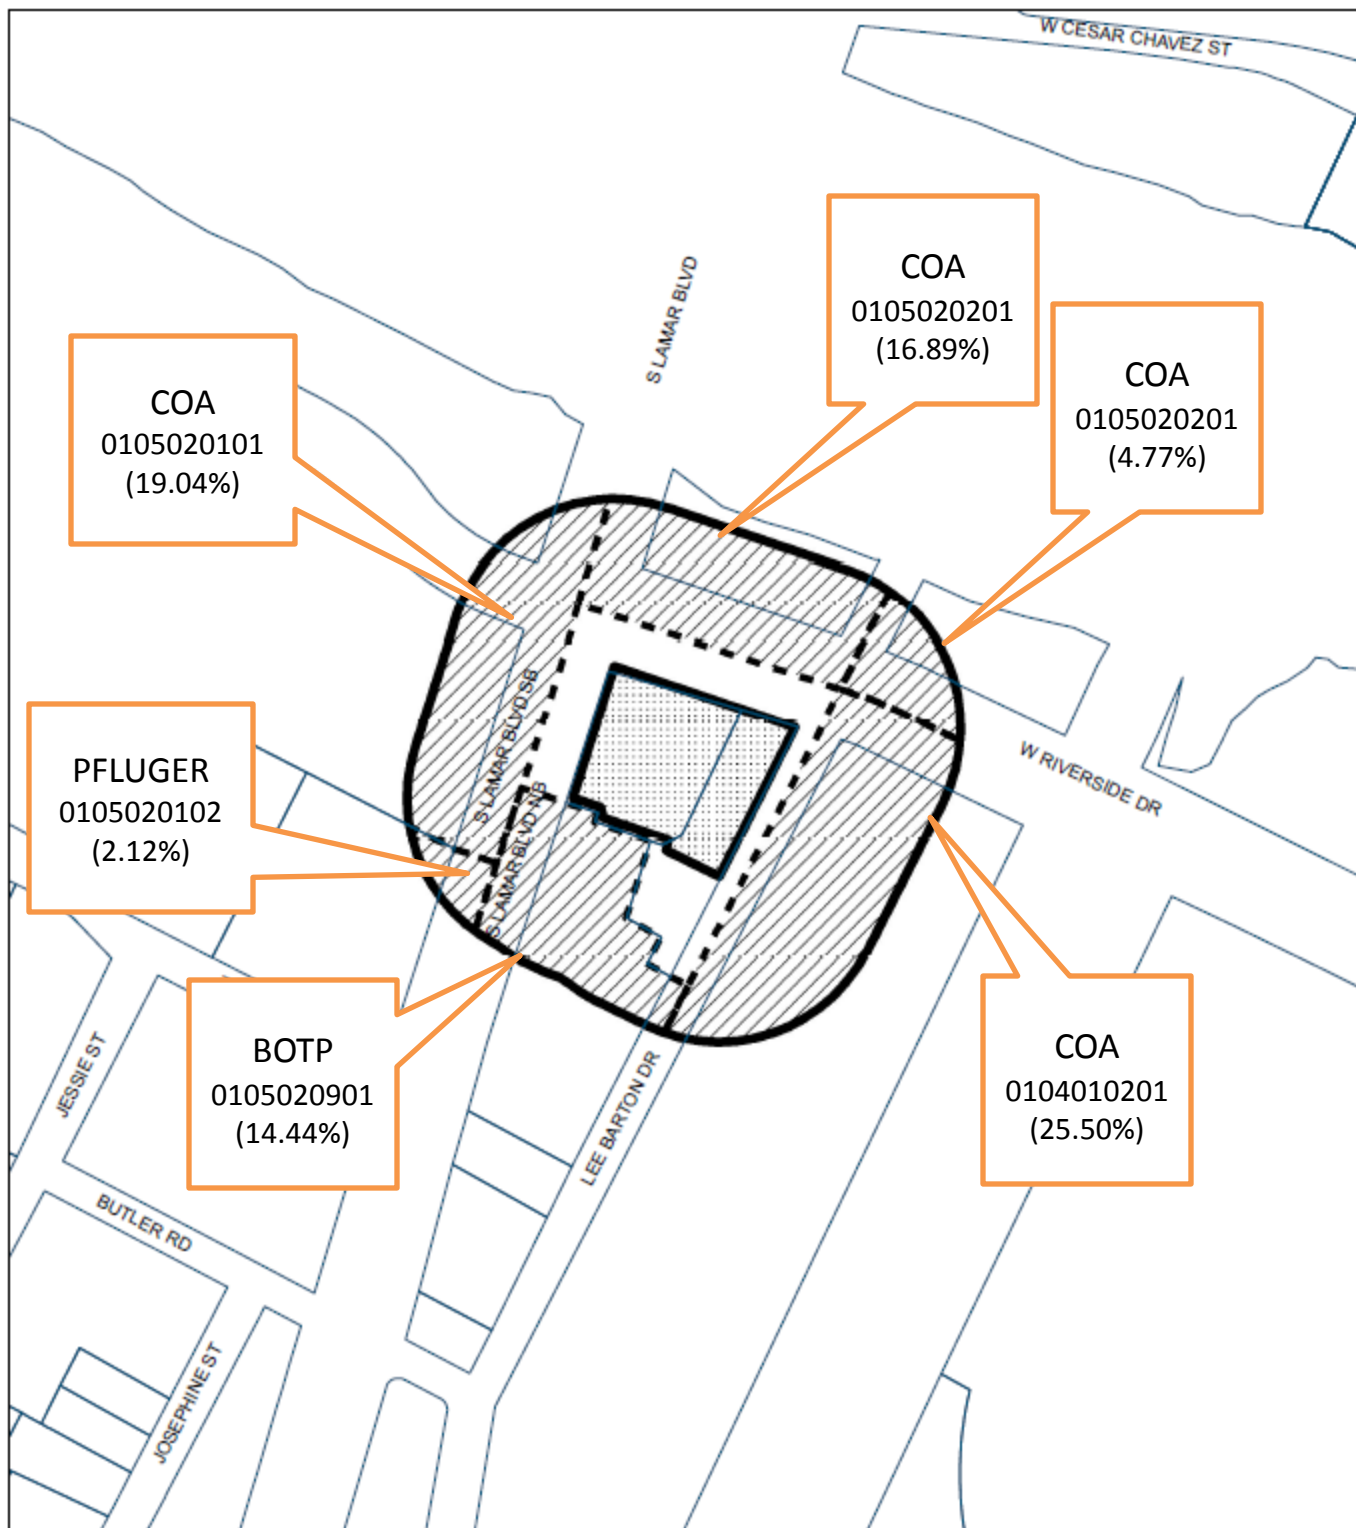 W CESAR CHAVEZ ST
S LAMAR BLVD
COA
0105020201
(16.89%)
COA
0105020201
(4.77%)
COA
0105020101
(19.04%)
S LAMAR BLVD SB
S LAMAR BLVD NB
W RIVERSIDE DR
PFLUGER
0105020102
(2.12%)
BOTP
0105020901
(14.44%)
COA
0104010201
(25.50%)
JESSIE ST
LEE BARTON DR
BUTLER RD
JOSEPHINE ST